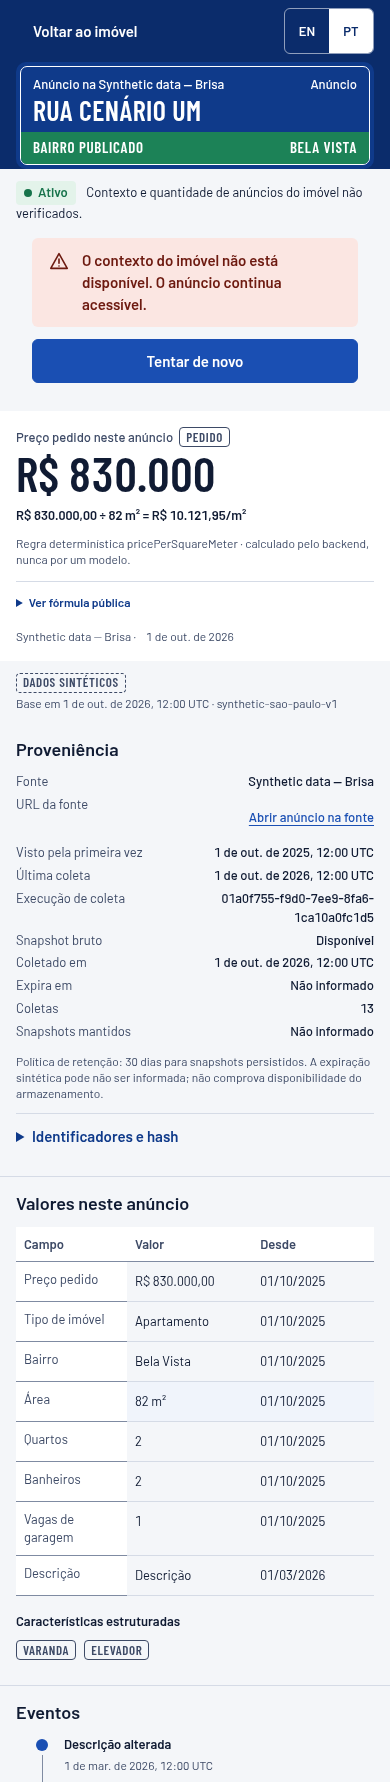 Voltar ao imóvel
EN PT
Anúncio na Synthetic data — Brisa Anúncio
RUA CENÁRIO UM
BAIRRO PUBLICADO BELA VISTA
Ativo Contexto e quantidade de anúncios do imóvel não
verificados.
O contexto do imóvel não está
disponível. O anúncio continua
acessível.
Tentar de novo
Preço pedido neste anúncio PEDIDO
R$ 830.000
R$ 830.000,00 ÷ 82 m² = R$ 10.121,95/m²
Regra determinística pricePerSquareMeter · calculado pelo backend,
nunca por um modelo.
Ver fórmula pública
Synthetic data — Brisa · 1 de out. de 2026
DADOS SINTÉTICOS
Base em 1 de out. de 2026, 12:00 UTC · synthetic-sao-paulo-v1
Proveniência
Fonte Synthetic data — Brisa
URL da fonte
Abrir anúncio na fonte
Visto pela primeira vez 1 de out. de 2025, 12:00 UTC
Última coleta 1 de out. de 2026, 12:00 UTC
Execução de coleta 01a0f755-f9d0-7ee9-8fa6-
1ca10a0fc1d5
Snapshot bruto Disponível
Coletado em 1 de out. de 2026, 12:00 UTC
Expira em Não informado
Coletas 13
Snapshots mantidos Não informado
Política de retenção: 30 dias para snapshots persistidos. A expiração
sintética pode não ser informada; não comprova disponibilidade do
armazenamento.
Identificadores e hash
Valores neste anúncio
Campo Valor Desde
Preço pedido R$ 830.000,00 01/10/2025
Tipo de imóvel Apartamento 01/10/2025
Bairro Bela Vista 01/10/2025
Área 82 m² 01/10/2025
Quartos 2 01/10/2025
Banheiros 2 01/10/2025
Vagas de
garagem 1 01/10/2025
Descrição Descrição 01/03/2026
Características estruturadas
VARANDA ELEVADOR
Eventos
Descrição alterada
1 de mar. de 2026, 12:00 UTC